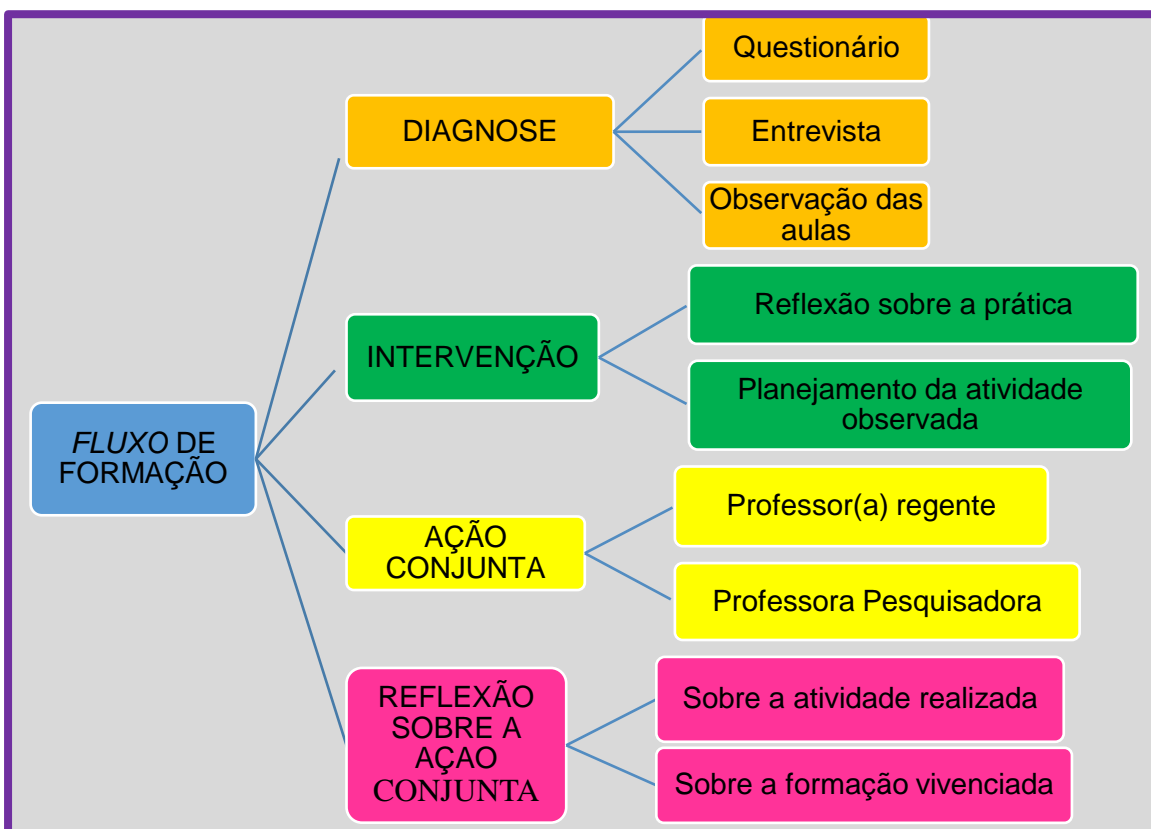 FLUXO DE
FORMAÇÃO
DIAGNOSE
Questionário
Entrevista
Observação das
aulas
INTERVENÇÃO
Reflexão sobre a prática
Planejamento da atividade
observada
AÇÃO
CONJUNTA
Professor(a) regente
Professora Pesquisadora
REFLEXÃO
SOBRE A
AÇAO
CONJUNTA
Sobre a atividade realizada
Sobre a formação vivenciada